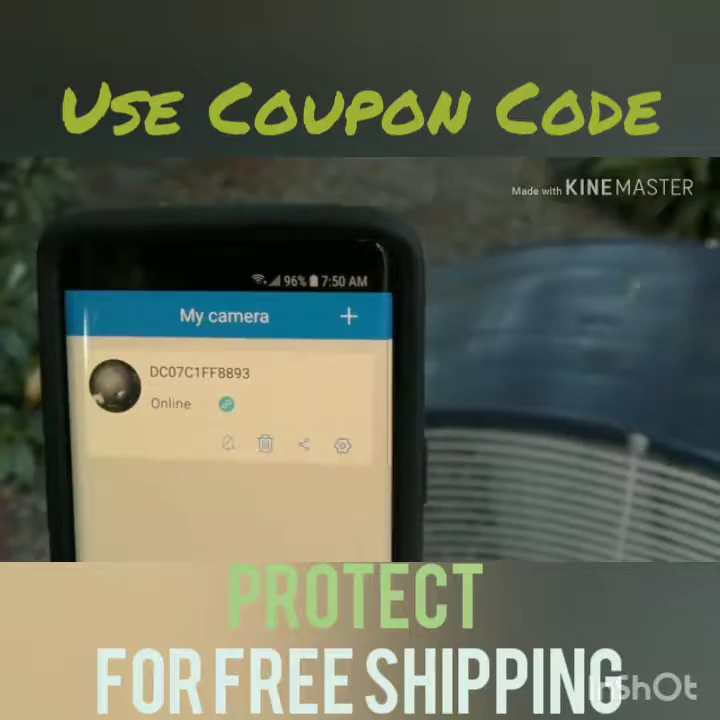 USE COUPON CODE
Made with KINEMASTER
96% 7:50 AM
My camera +
DC07C1FF8893
Online
PROTECT
FOR FREE SHIPPING
InShOt